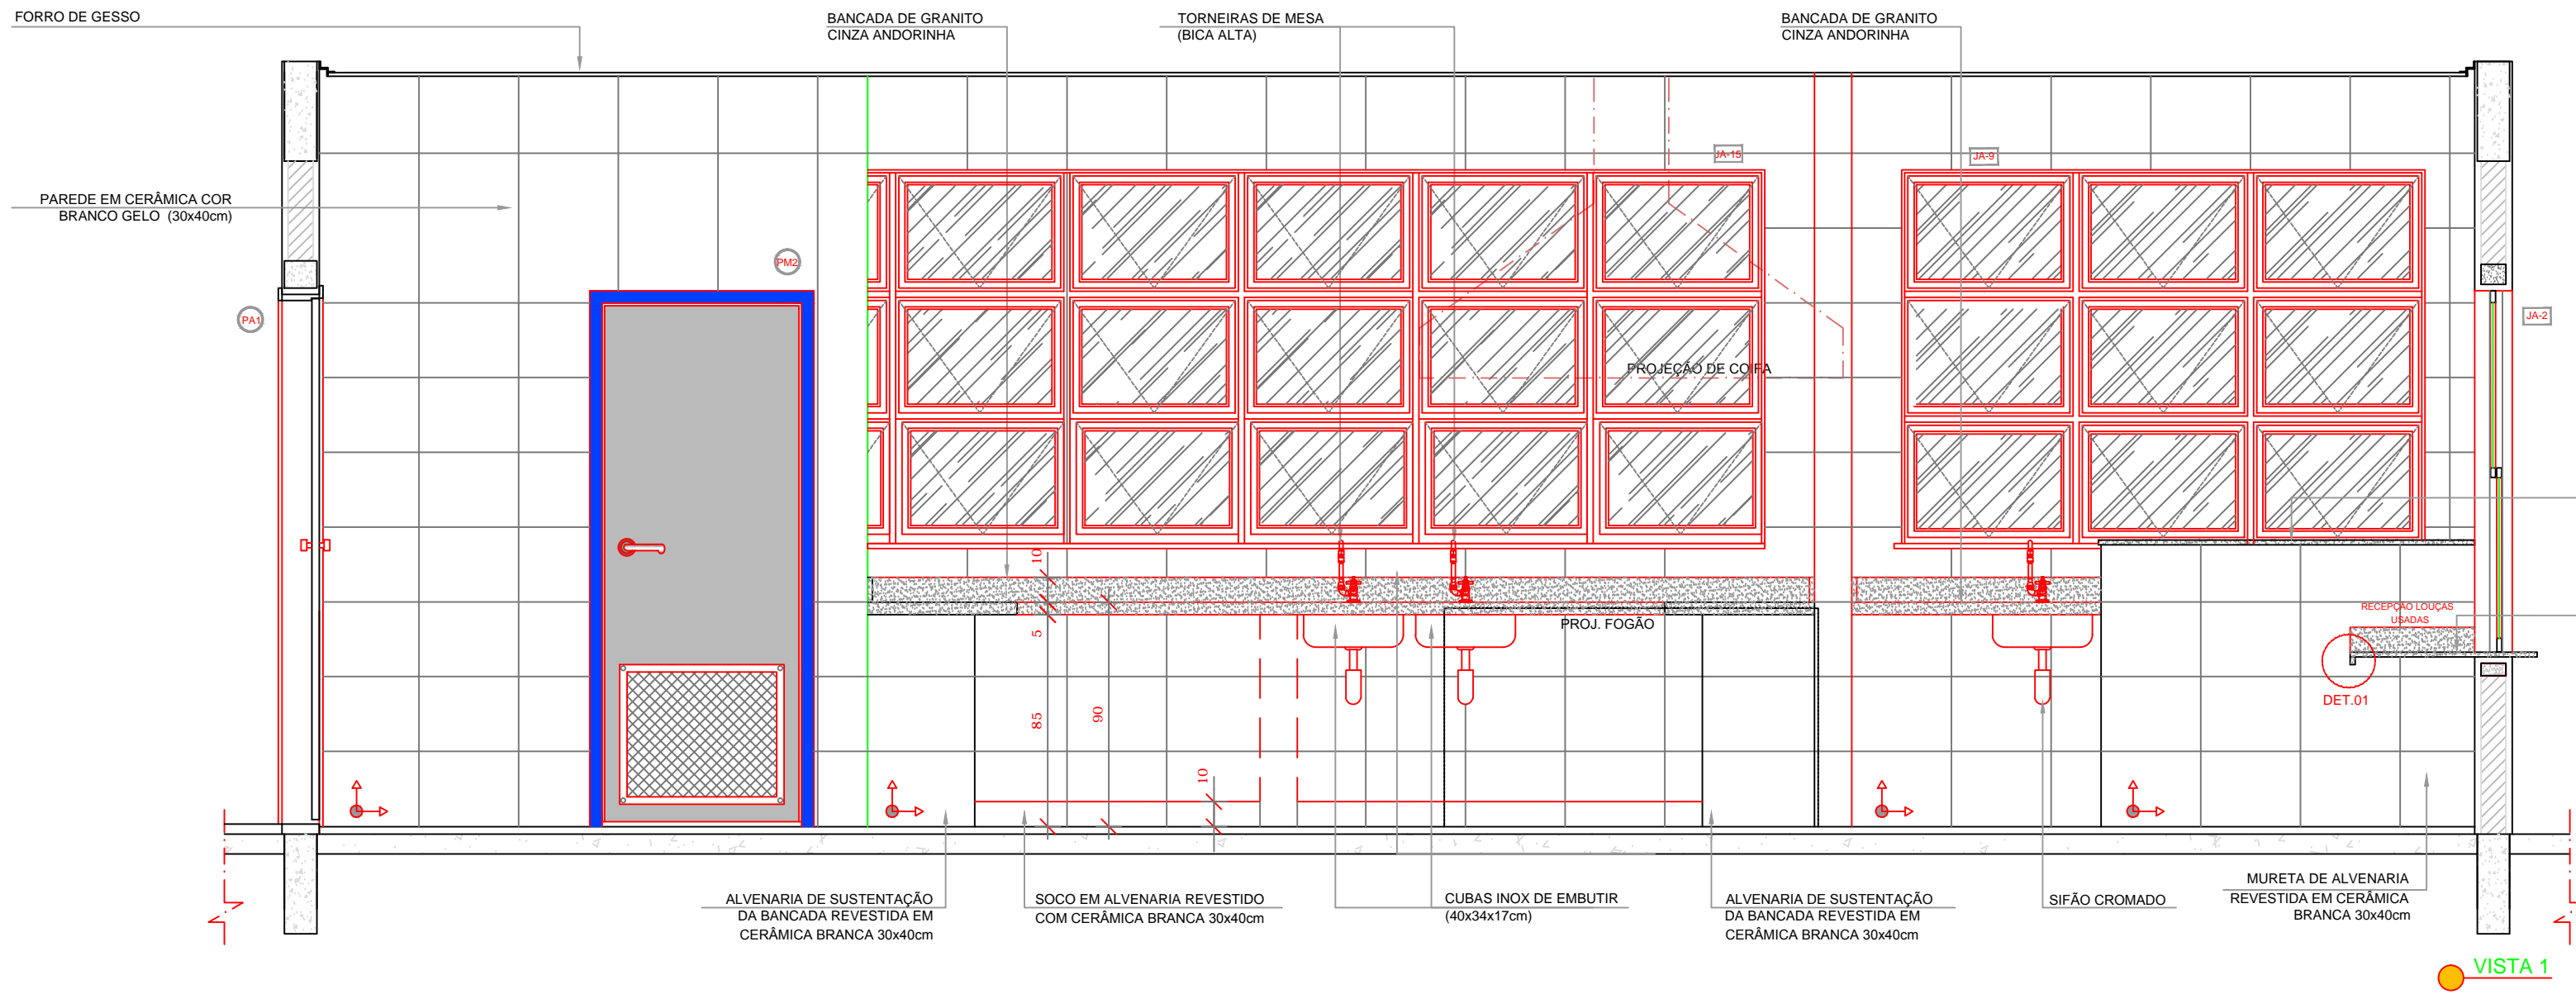 FORRO DE GESSO
BANCADA DE GRANITO
CINZA ANDORINHA
TORNEIRAS DE MESA
(BICA ALTA)
BANCADA DE GRANITO
CINZA ANDORINHA
JA-15
JA-9
PAREDE EM CERÂMICA COR
BRANCO GELO (30x40cm)
PM2
PA1
JA-2
PROJEÇÃO DE COIFA
10
5
85
90
10
PROJ. FOGÃO
RECEPÇÃO LOUÇAS
USADAS
DET.01
ALVENARIA DE SUSTENTAÇÃO
DA BANCADA REVESTIDA EM
CERÂMICA BRANCA 30x40cm
SOCO EM ALVENARIA REVESTIDO
COM CERÂMICA BRANCA 30x40cm
CUBAS INOX DE EMBUTIR
(40x34x17cm)
ALVENARIA DE SUSTENTAÇÃO
DA BANCADA REVESTIDA EM
CERÂMICA BRANCA 30x40cm
SIFÃO CROMADO
MURETA DE ALVENARIA
REVESTIDA EM CERÂMICA
BRANCA 30x40cm
VISTA 1